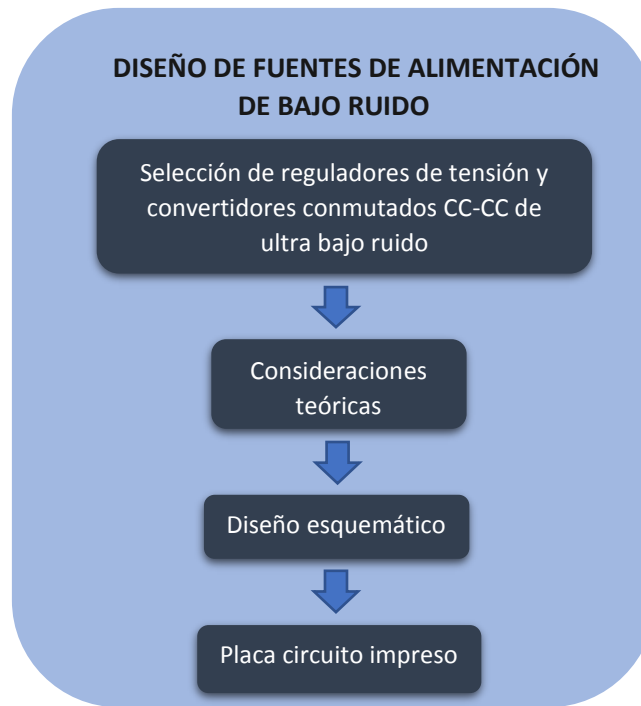 DISEÑO DE FUENTES DE ALIMENTACIÓN
DE BAJO RUIDO
Selección de reguladores de tensión y
convertidores conmutados CC-CC de
ultra bajo ruido
Consideraciones
teóricas
Diseño esquemático
Placa circuito impreso